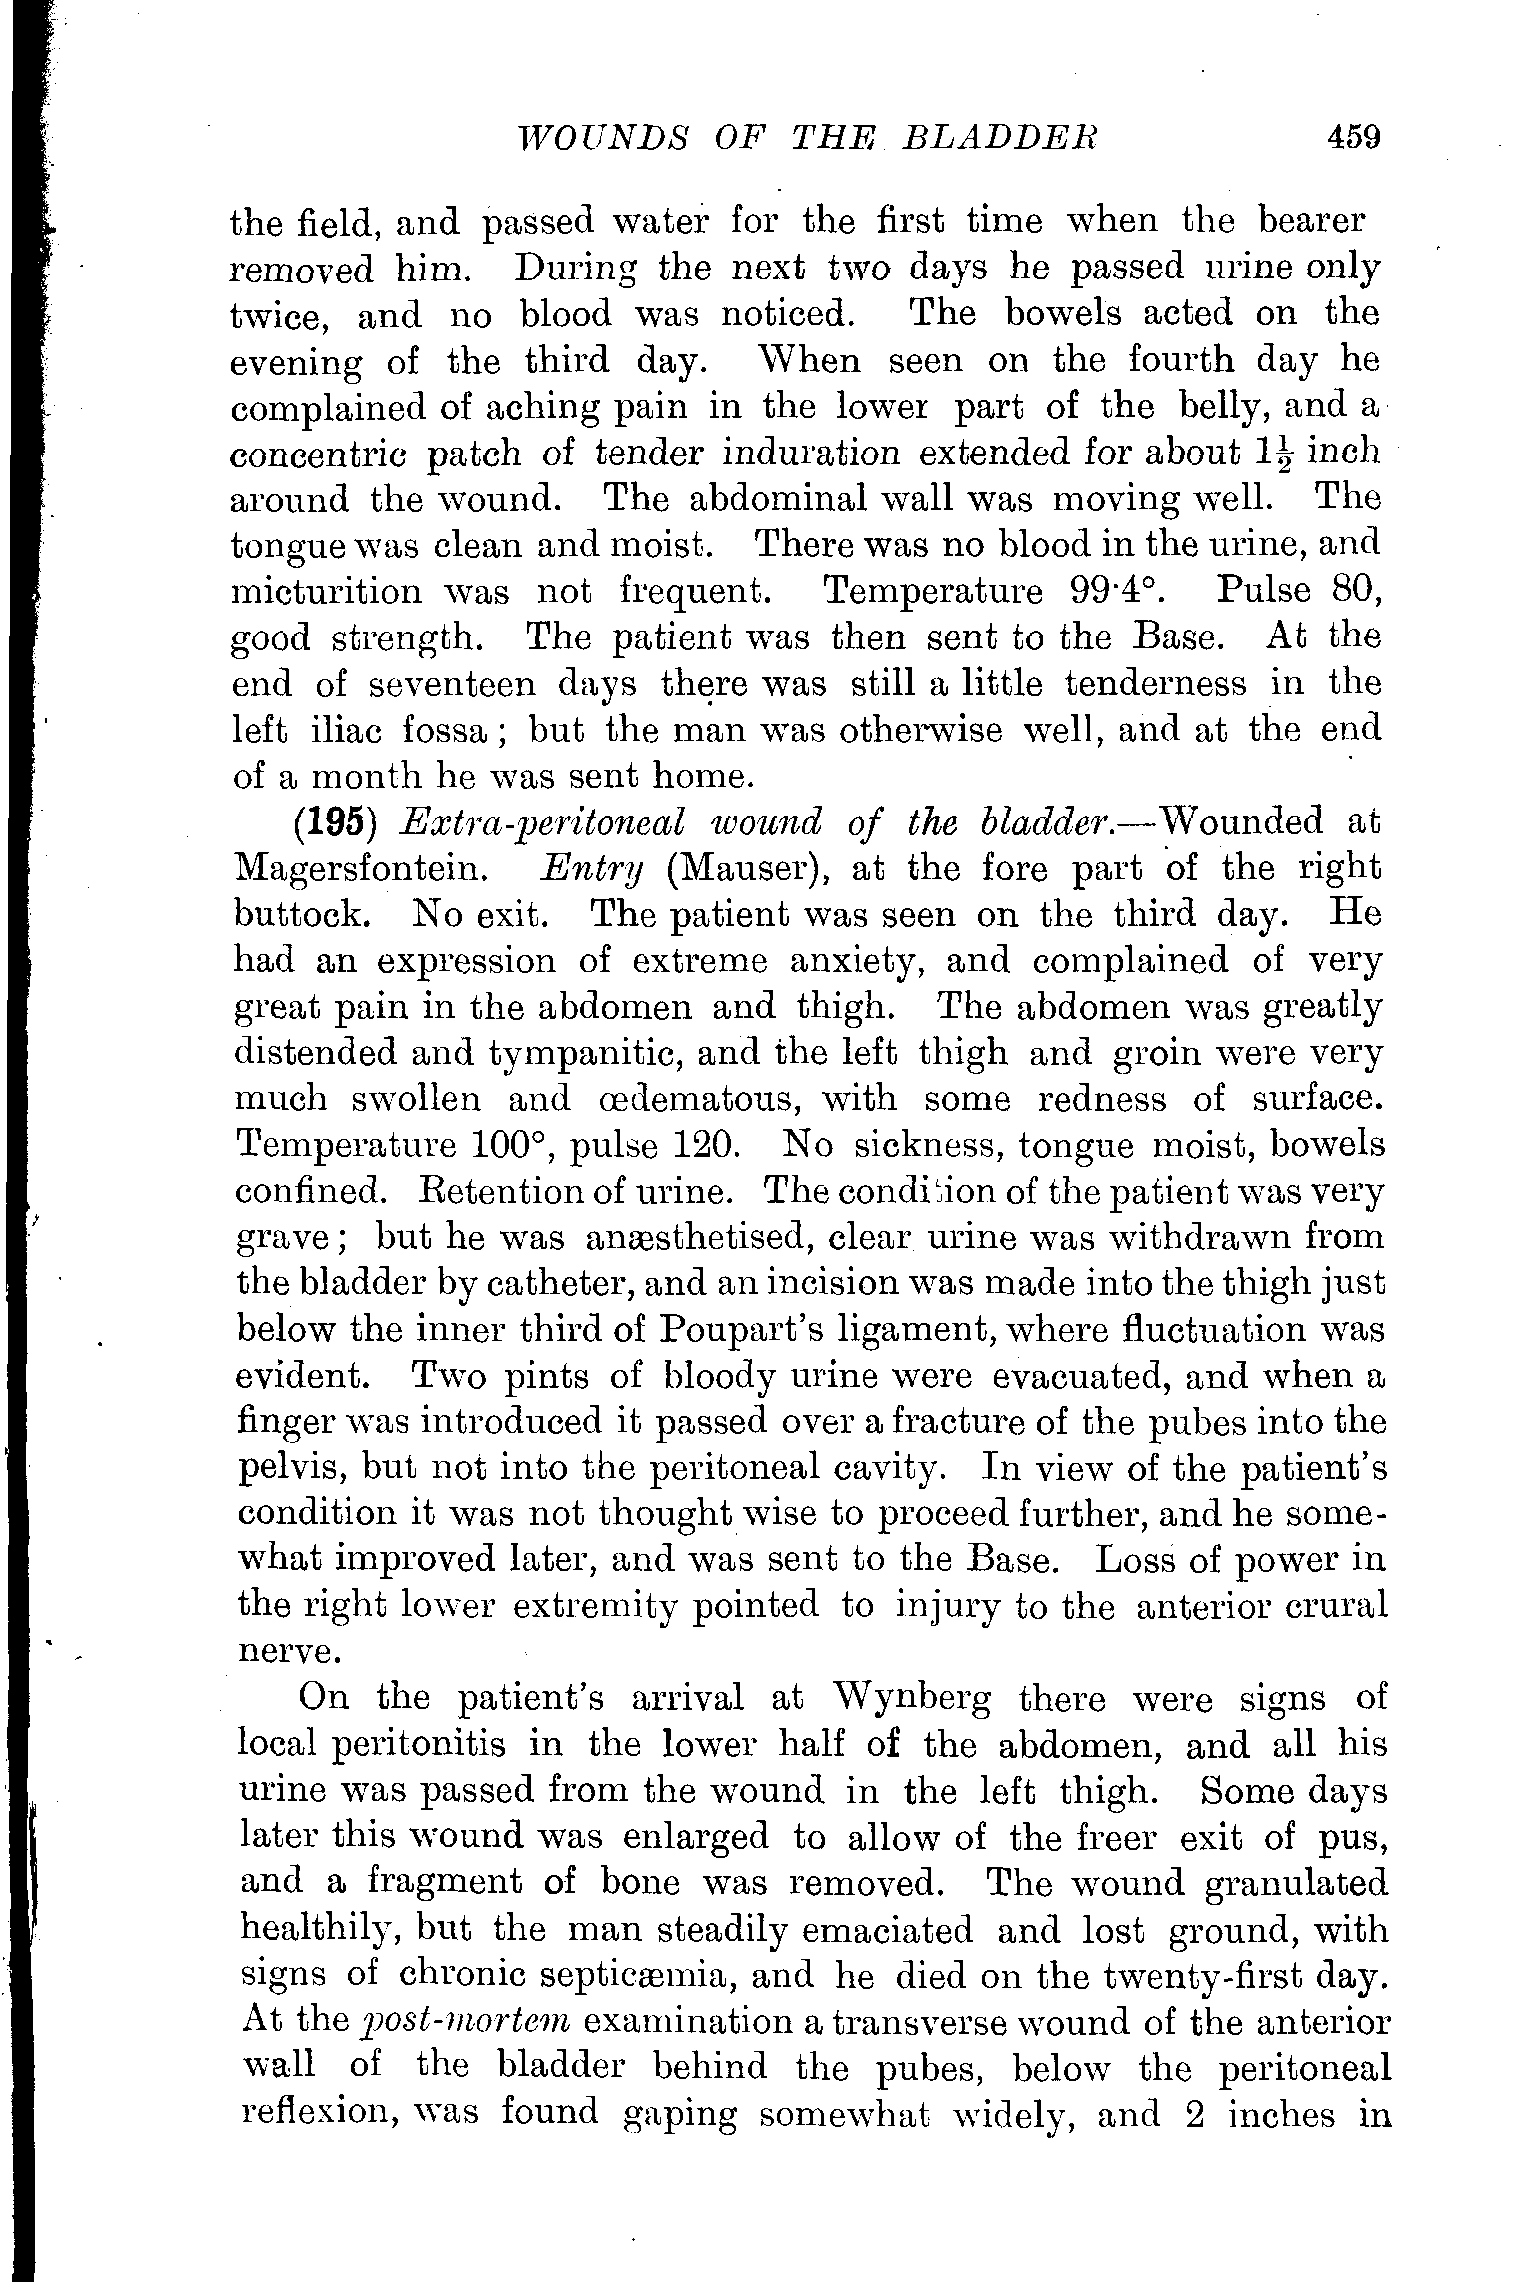 WOUNDS OF THE BLADDER 459
the field, and passed water for the first time when the bearer
removed him. During the next two days he passed urine only
twice, and no blood was noticed. The bowels acted on the
evening of the third day. When seen on the fourth day he
complained of aching pain in the lower part of the belly, and a
concentric patch of tender induration extended for about 1½ inch
around the wound. The abdominal wall was moving well. The
tongue was clean and moist. There was no blood in the urine, and
micturition was not frequent. Temperature 99·4°. Pulse 80,
good strength. The patient was then sent to the Base. At the
end of seventeen days there was still a little tenderness in the
left iliac fossa; but the man was otherwise well, and at the end
of a month he was sent home.
(195) Extra-peritoneal wound of the bladder.—Wounded at
Magersfontein. Entry (Mauser), at the fore part of the right
buttock. No exit. The patient was seen on the third day. He
had an expression of extreme anxiety, and complained of very
great pain in the abdomen and thigh. The abdomen was greatly
distended and tympanitic, and the left thigh and groin were very
much swollen and œdematous, with some redness of surface.
Temperature 100°, pulse 120. No sickness, tongue moist, bowels
confined. Retention of urine. The condition of the patient was very
grave; but he was anæsthetised, clear urine was withdrawn from
the bladder by catheter, and an incision was made into the thigh just
below the inner third of Poupart's ligament, where fluctuation was
evident. Two pints of bloody urine were evacuated, and when a
finger was introduced it passed over a fracture of the pubes into the
pelvis, but not into the peritoneal cavity. In view of the patient's
condition it was not thought wise to proceed further, and he some-
what improved later, and was sent to the Base. Loss of power in
the right lower extremity pointed to injury to the anterior crural
nerve.
On the patient's arrival at Wynberg there were signs of
local peritonitis in the lower half of the abdomen, and all his
urine was passed from the wound in the left thigh. Some days
later this wound was enlarged to allow of the freer exit of pus,
and a fragment of bone was removed. The wound granulated
healthily, but the man steadily emaciated and lost ground, with
signs of chronic septicæmia, and he died on the twenty-first day.
At the post-mortem examination a transverse wound of the anterior
wall of the bladder behind the pubes, below the peritoneal
reflexion, was found gaping somewhat widely, and 2 inches in